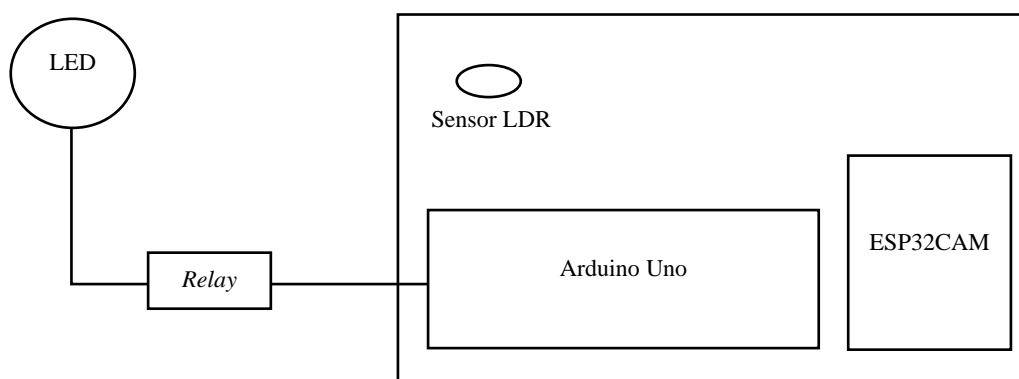 LED
Sensor LDR
ESP32CAM
Arduino Uno
Relay